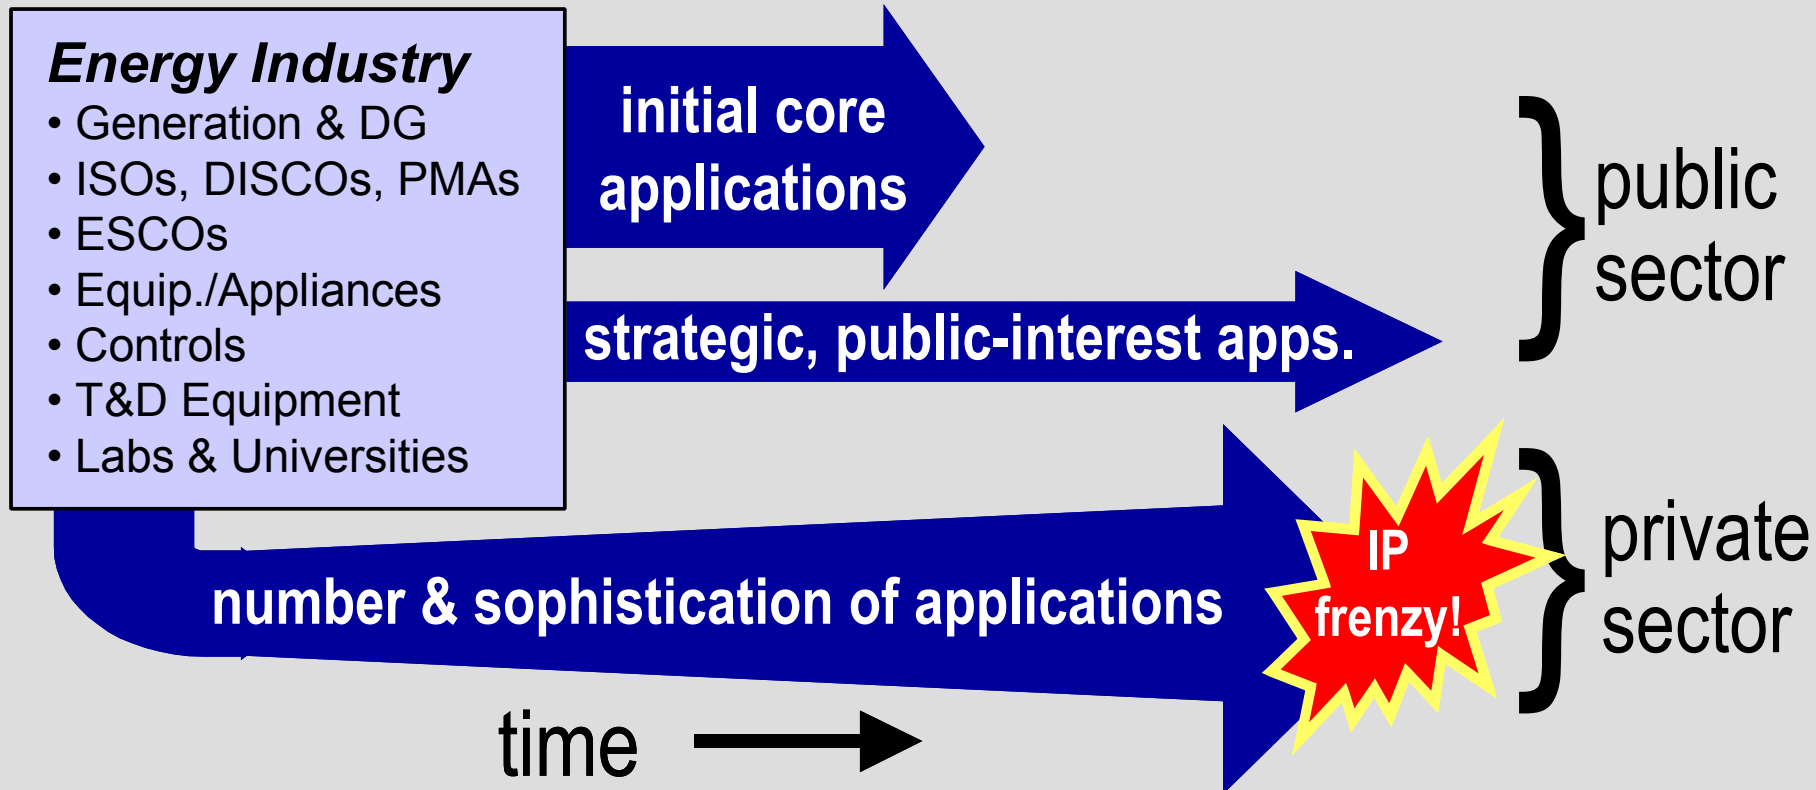 Energy Industry
• Generation & DG
• ISOs, DISCOs, PMAs
• ESCOs
• Equip./Appliances
• Controls
• T&D Equipment
• Labs & Universities
initial core
applications
strategic, public-interest apps.
public
sector
number & sophistication of applications
IP
frenzy!
private
sector
time